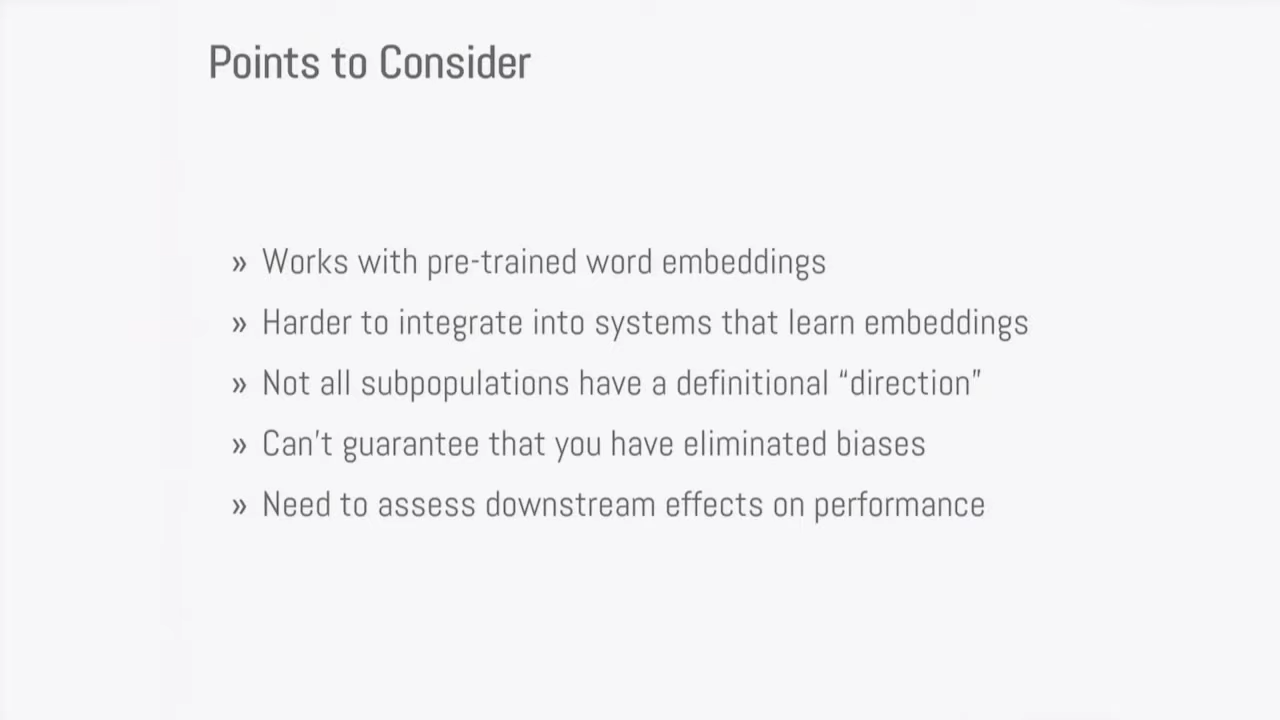 Points to Consider
» Works with pre-trained word embeddings
» Harder to integrate into systems that learn embeddings
» Not all subpopulations have a definitional “direction”
» Can't guarantee that you have eliminated biases
» Need to assess downstream effects on performance